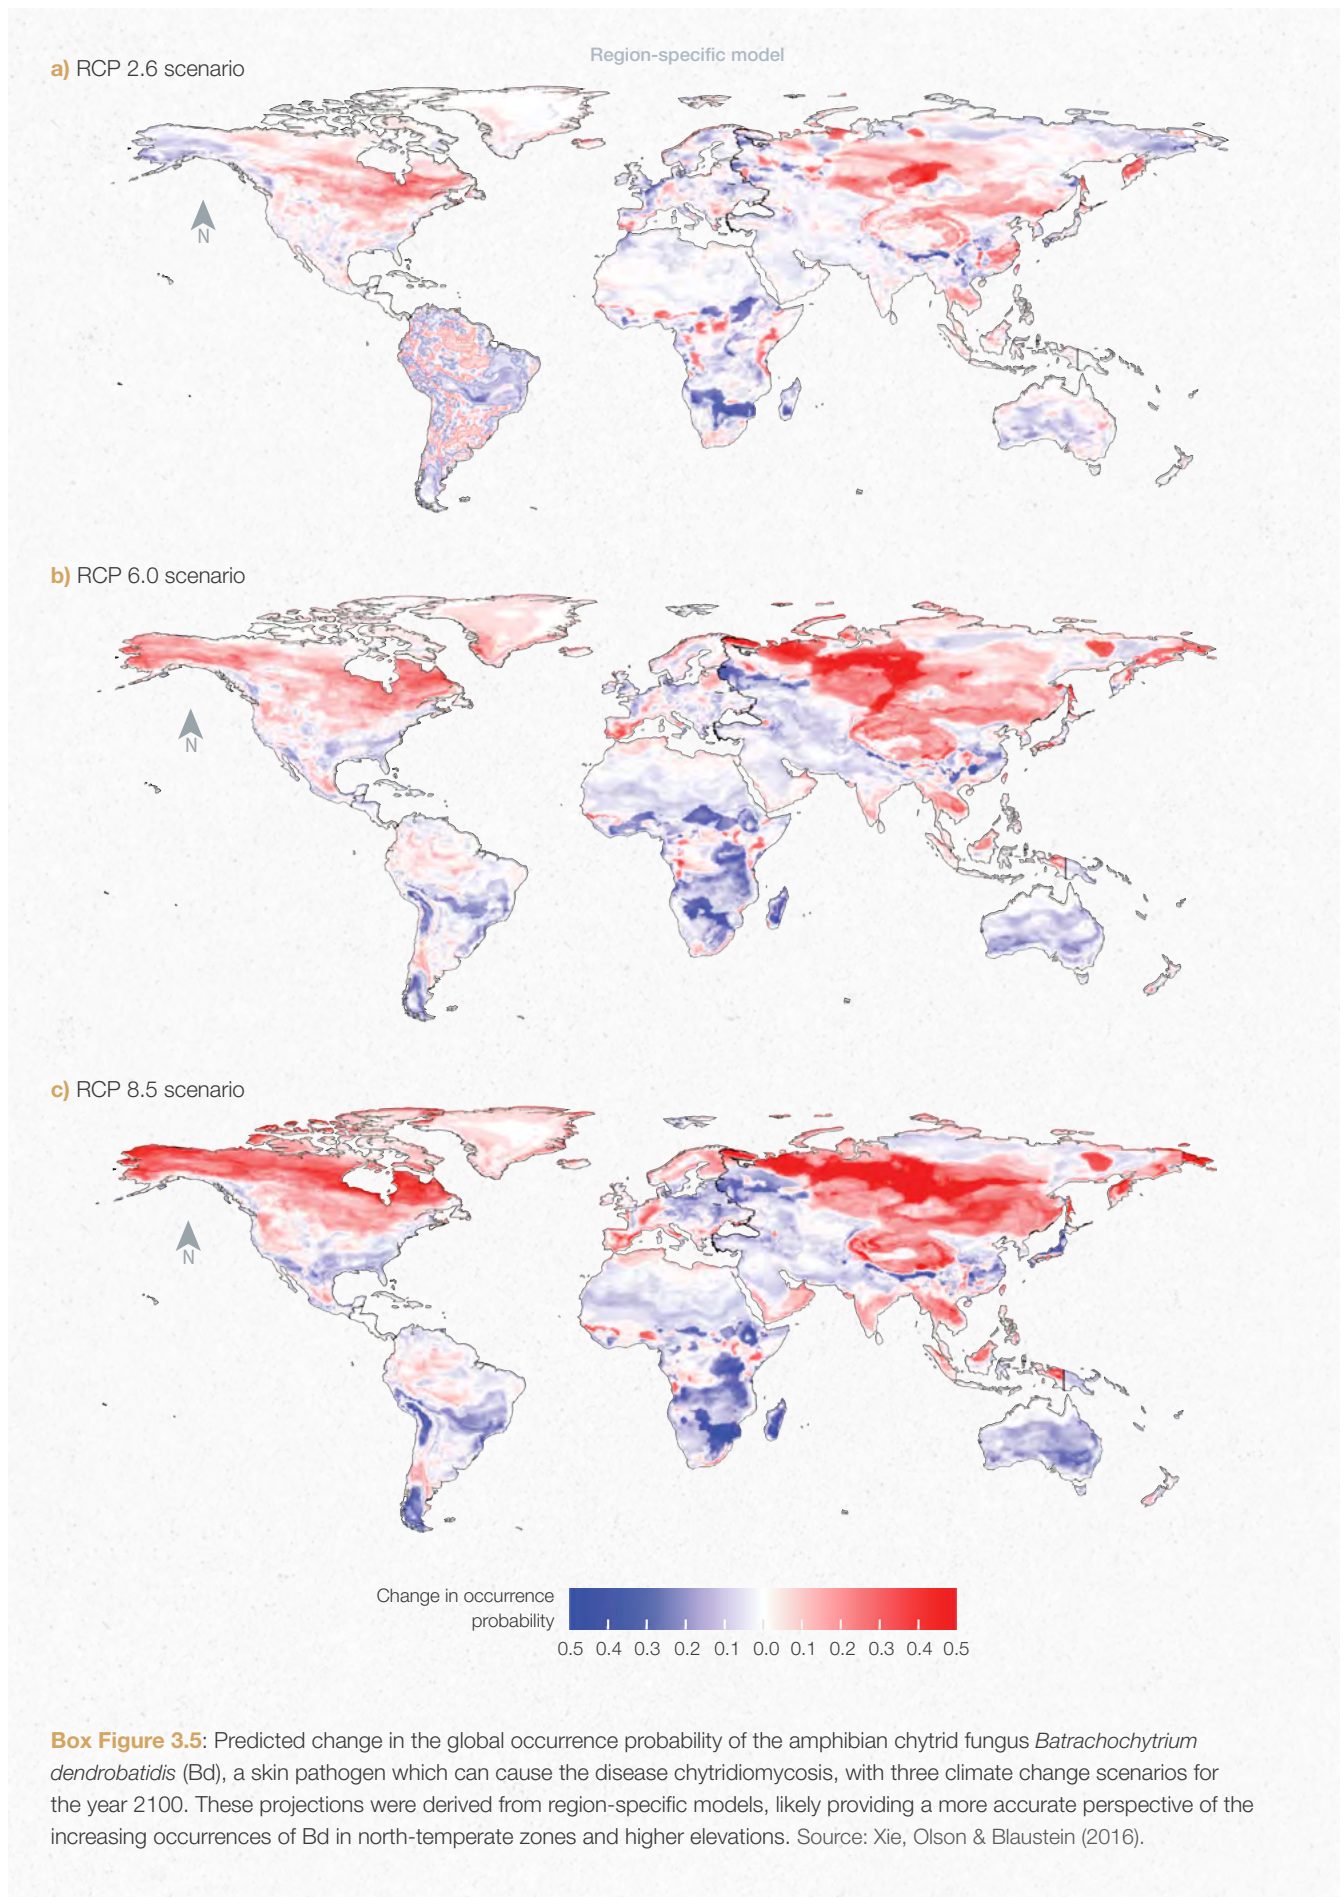 Region-specific model
a) RCP 2.6 scenario
N
b) RCP 6.0 scenario
N
c) RCP 8.5 scenario
N
Change in occurrence
probability
0.5 0.4 0.3 0.2 0.1 0.0 0.1 0.2 0.3 0.4 0.5
Box Figure 3.5: Predicted change in the global occurrence probability of the amphibian chytrid fungus Batrachochytrium
dendrobatidis (Bd), a skin pathogen which can cause the disease chytridiomycosis, with three climate change scenarios for
the year 2100. These projections were derived from region-specific models, likely providing a more accurate perspective of the
increasing occurrences of Bd in north-temperate zones and higher elevations. Source: Xie, Olson & Blaustein (2016).